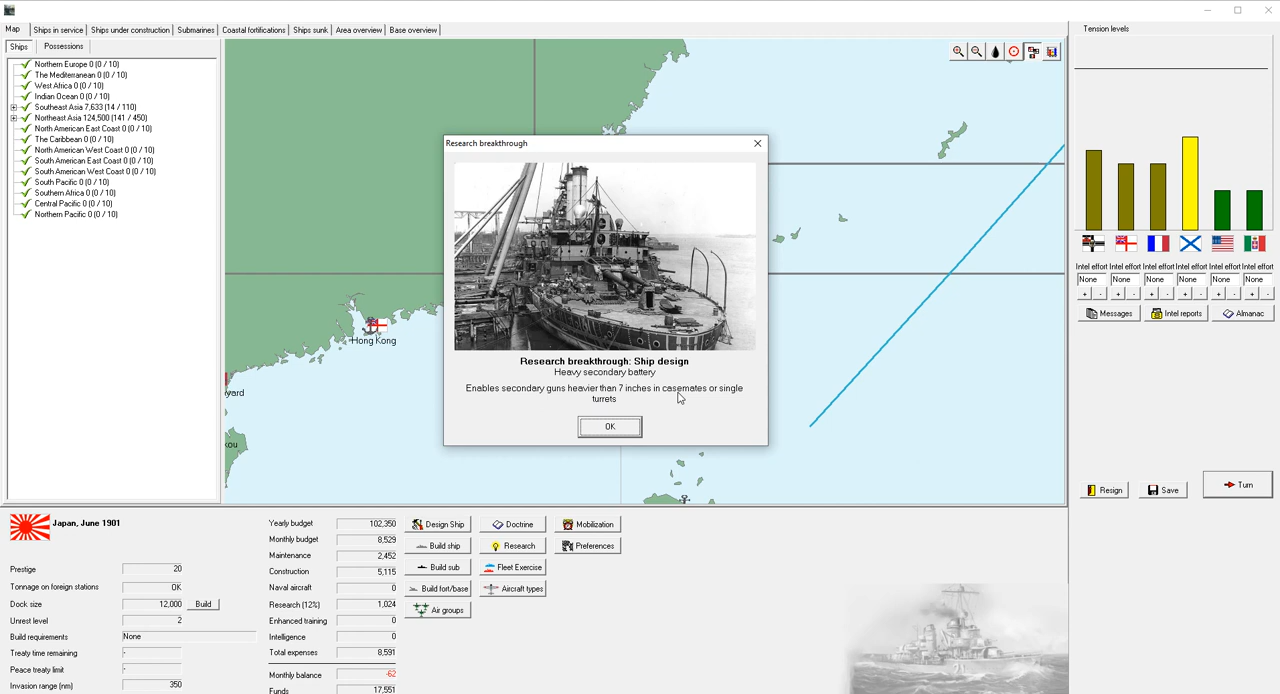 Map
Ships in service
Ships under construction
Submarines
Coastal fortifications
Ships sunk
Area overview
Base overview
Ships
Possessions
Northern Europe 0 (0 / 10)
The Mediterranean 0 (0 / 10)
West Africa 0 (0 / 10)
Indian Ocean 0 (0 / 10)
Southeast Asia 7,633 (14 / 110)
Northeast Asia 124,500 (141 / 450)
North American East Coast 0 (0 / 10)
The Caribbean 0 (0 / 10)
North American West Coast 0 (0 / 10)
South American East Coast 0 (0 / 10)
South American West Coast 0 (0 / 10)
South Pacific 0 (0 / 10)
Southern Africa 0 (0 / 10)
Central Pacific 0 (0 / 10)
Northern Pacific 0 (0 / 10)
Hong Kong
yard
kou
Research breakthrough
Research breakthrough: Ship design
Heavy secondary battery
Enables secondary guns heavier than 7 inches in casemates or single
turrets
OK
Tension levels
Intel effort Intel effort Intel effort Intel effort Intel effort Intel effort
None None None None None None
+ - + - + - + - + - + -
Messages
Intel reports
Almanac
Resign
Save
Turn
Japan, June 1901
Prestige 20
Tonnage on foreign stations OK
Dock size 12,000 Build
Unrest level 2
Build requirements None
Treaty time remaining -
Peace treaty limit -
Invasion range (nm) 350
Yearly budget 102,350
Monthly budget 8,529
Maintenance 2,452
Construction 5,115
Naval aircraft 0
Research (12%) 1,024
Enhanced training 0
Intelligence 0
Total expenses 8,591
Monthly balance -62
Funds 17,551
Design Ship
Doctrine
Mobilization
Build ship
Research
Preferences
Build sub
Fleet Exercise
Build fort/base
Aircraft types
Air groups